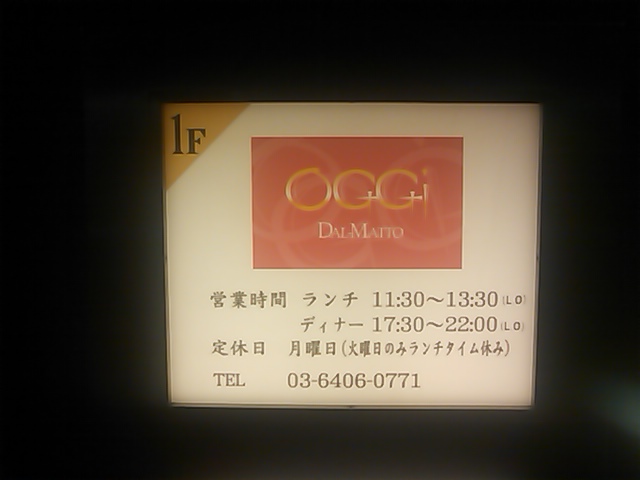 1F
OGGi
DAL-MATTO
営業時間 ランチ 11:30～13:30(LO)
ディナー 17:30～22:00(LO)
定休日 月曜日(火曜日のみランチタイム休み)
TEL 03-6406-0771